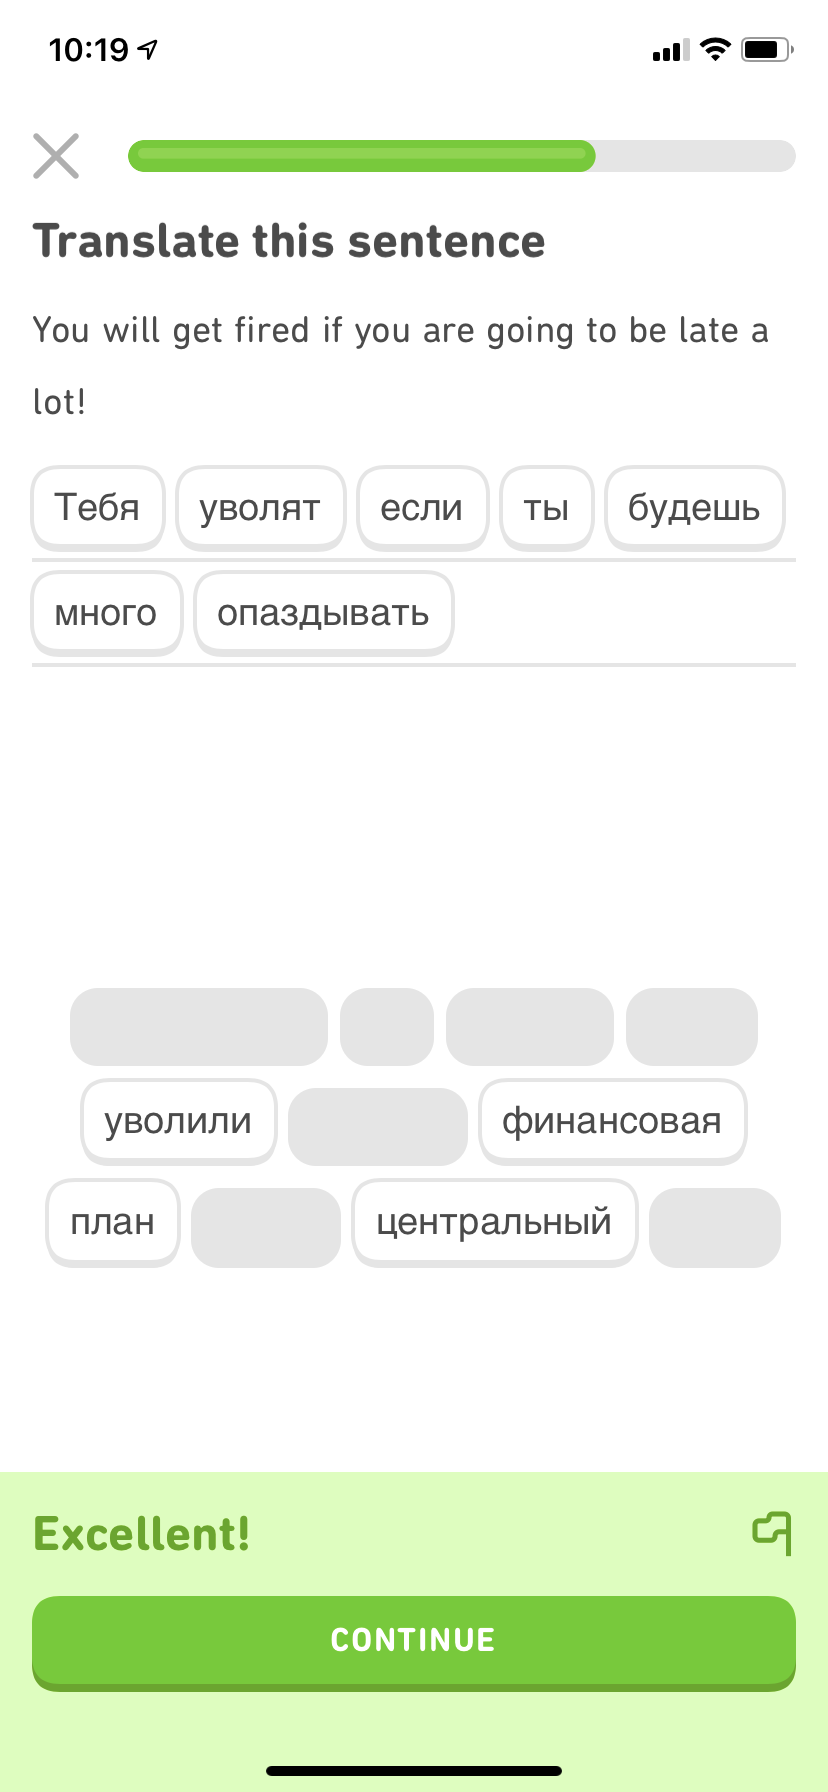 10:19
Translate this sentence
You will get fired if you are going to be late a
lot!
Тебя уволят если ты будешь
много опаздывать
уволили финансовая
план центральный
Excellent!
CONTINUE